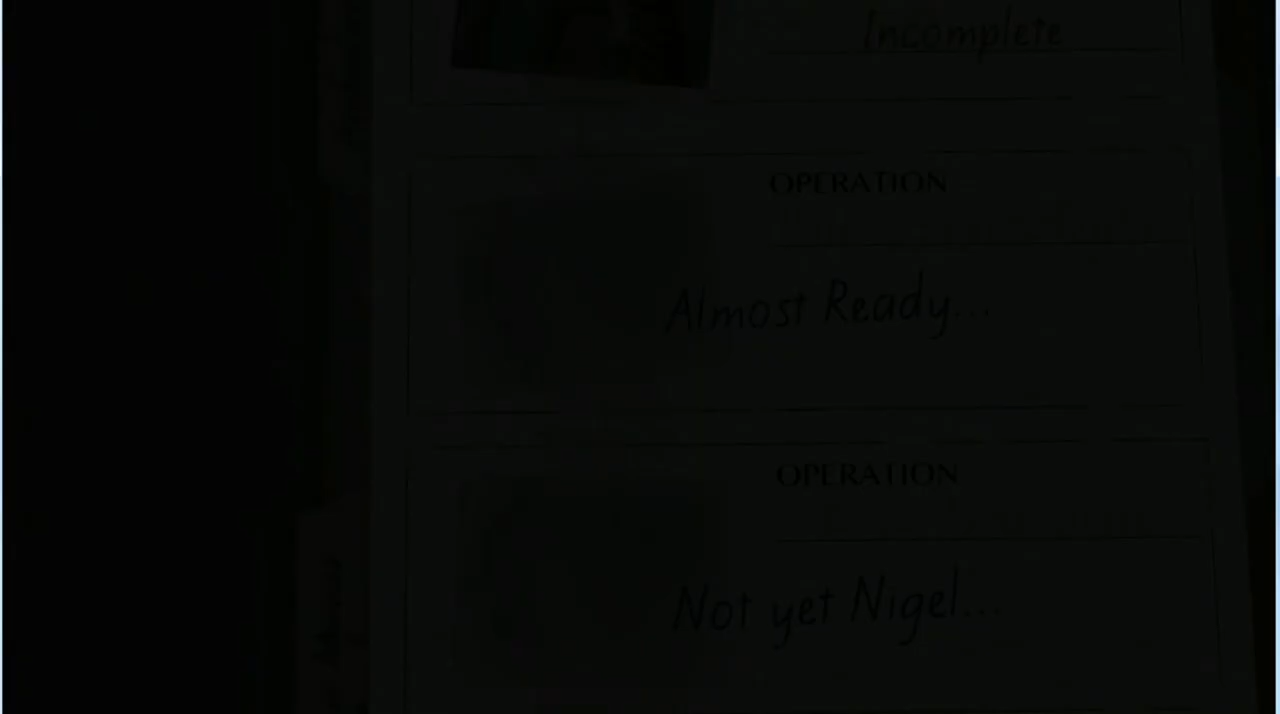 Incomplete
OPERATION
Almost Ready...
OPERATION
Not yet Nigel...